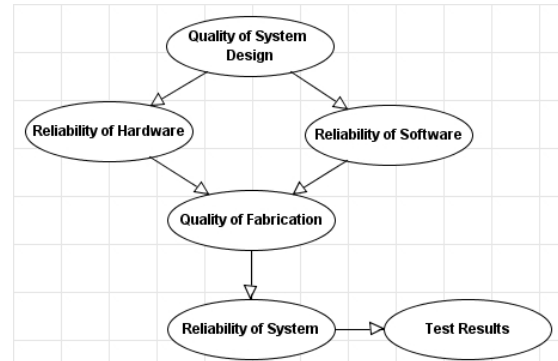 Quality of System
Design
Reliability of Hardware
Reliability of Software
Quality of Fabrication
Reliability of System
Test Results